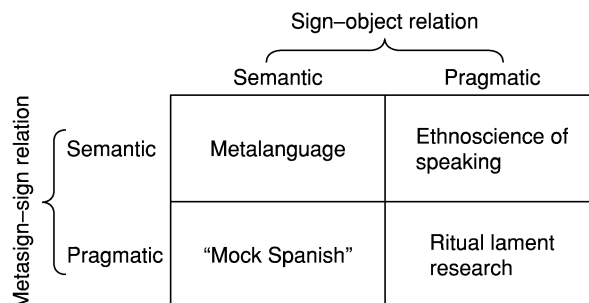 Sign–object relation
Semantic
Pragmatic
Metasign–sign relation
Semantic
Metalanguage
Ethnoscience of
speaking
Pragmatic
“Mock Spanish”
Ritual lament
research